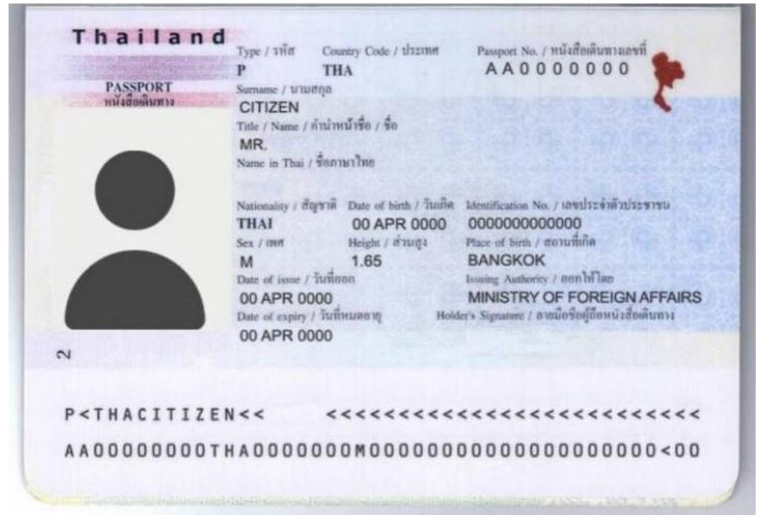 Thailand
PASSPORT
หนังสือเดินทาง
Type / รหัส Country Code / ประเทศ Passport No. / หนังสือเดินทางเลขที่
P THA AA0000000
Surname / นามสกุล
CITIZEN
Title / Name / คำนำหน้าชื่อ / ชื่อ
MR.
Name in Thai / ชื่อภาษาไทย
Nationality / สัญชาติ Date of birth / วันเกิด Identification No. / เลขประจำตัวประชาชน
THAI 00 APR 0000 0000000000000
Sex / เพศ Height / ส่วนสูง Place of birth / สถานที่เกิด
M 1.65 BANGKOK
Date of issue / วันที่ออก Issuing Authority / ออกให้โดย
00 APR 0000 MINISTRY OF FOREIGN AFFAIRS
Date of expiry / วันที่หมดอายุ Holder's Signature / ลายมือชื่อผู้ถือหนังสือเดินทาง
00 APR 0000
2
P<THACITIZEN<< <<<<<<<<<<<<<<<<<<<<<<<<<<
AA00000000THA0000000M00000000000000000000000<00